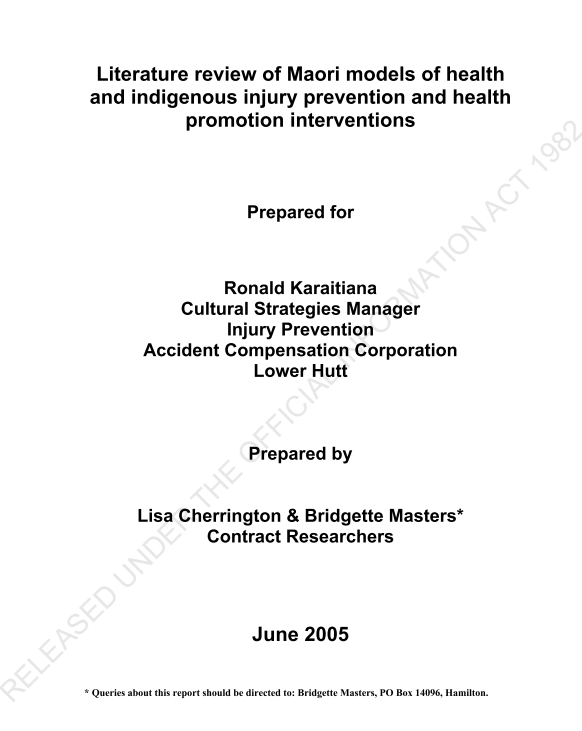 Literature review of Maori models of health
and indigenous injury prevention and health
promotion interventions
Prepared for
Ronald Karaitiana
Cultural Strategies Manager
Injury Prevention
Accident Compensation Corporation
Lower Hutt
Prepared by
Lisa Cherrington & Bridgette Masters*
Contract Researchers
June 2005
* Queries about this report should be directed to: Bridgette Masters, PO Box 14096, Hamilton.
RELEASED UNDER THE OFFICIAL INFORMATION ACT 1982